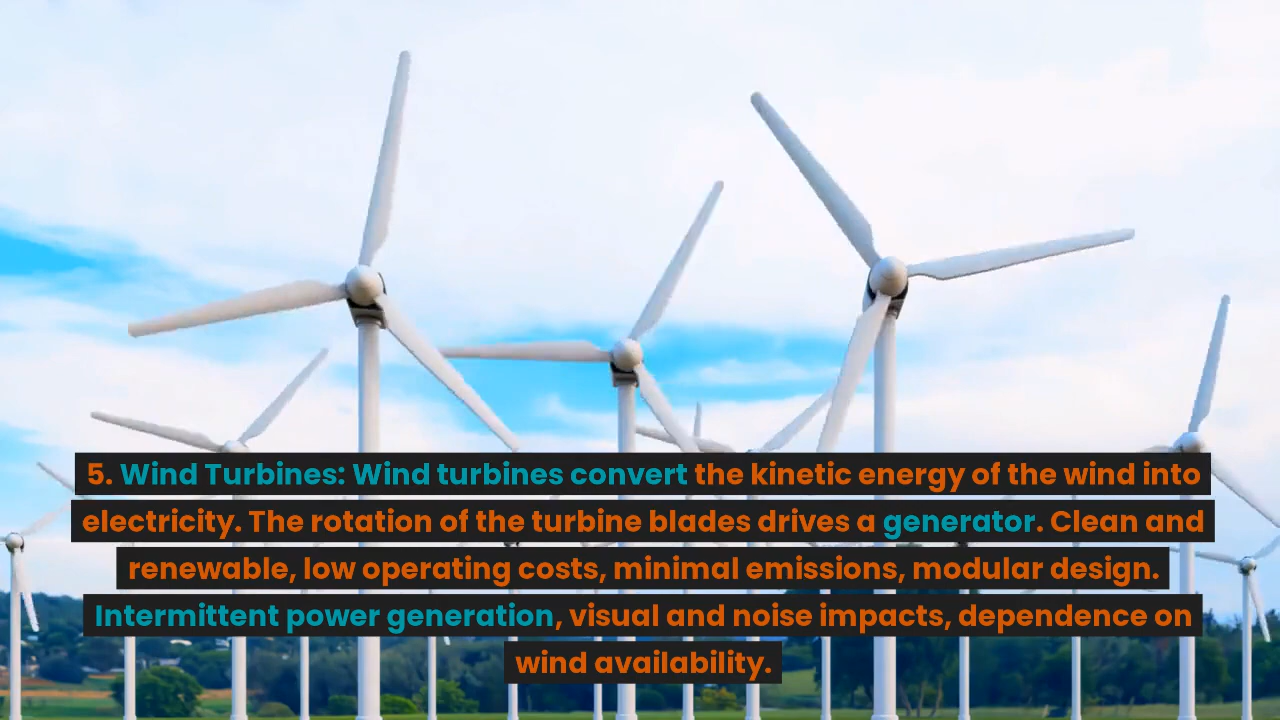 5. Wind Turbines: Wind turbines convert the kinetic energy of the wind into
electricity. The rotation of the turbine blades drives a generator. Clean and
renewable, low operating costs, minimal emissions, modular design.
Intermittent power generation, visual and noise impacts, dependence on
wind availability.